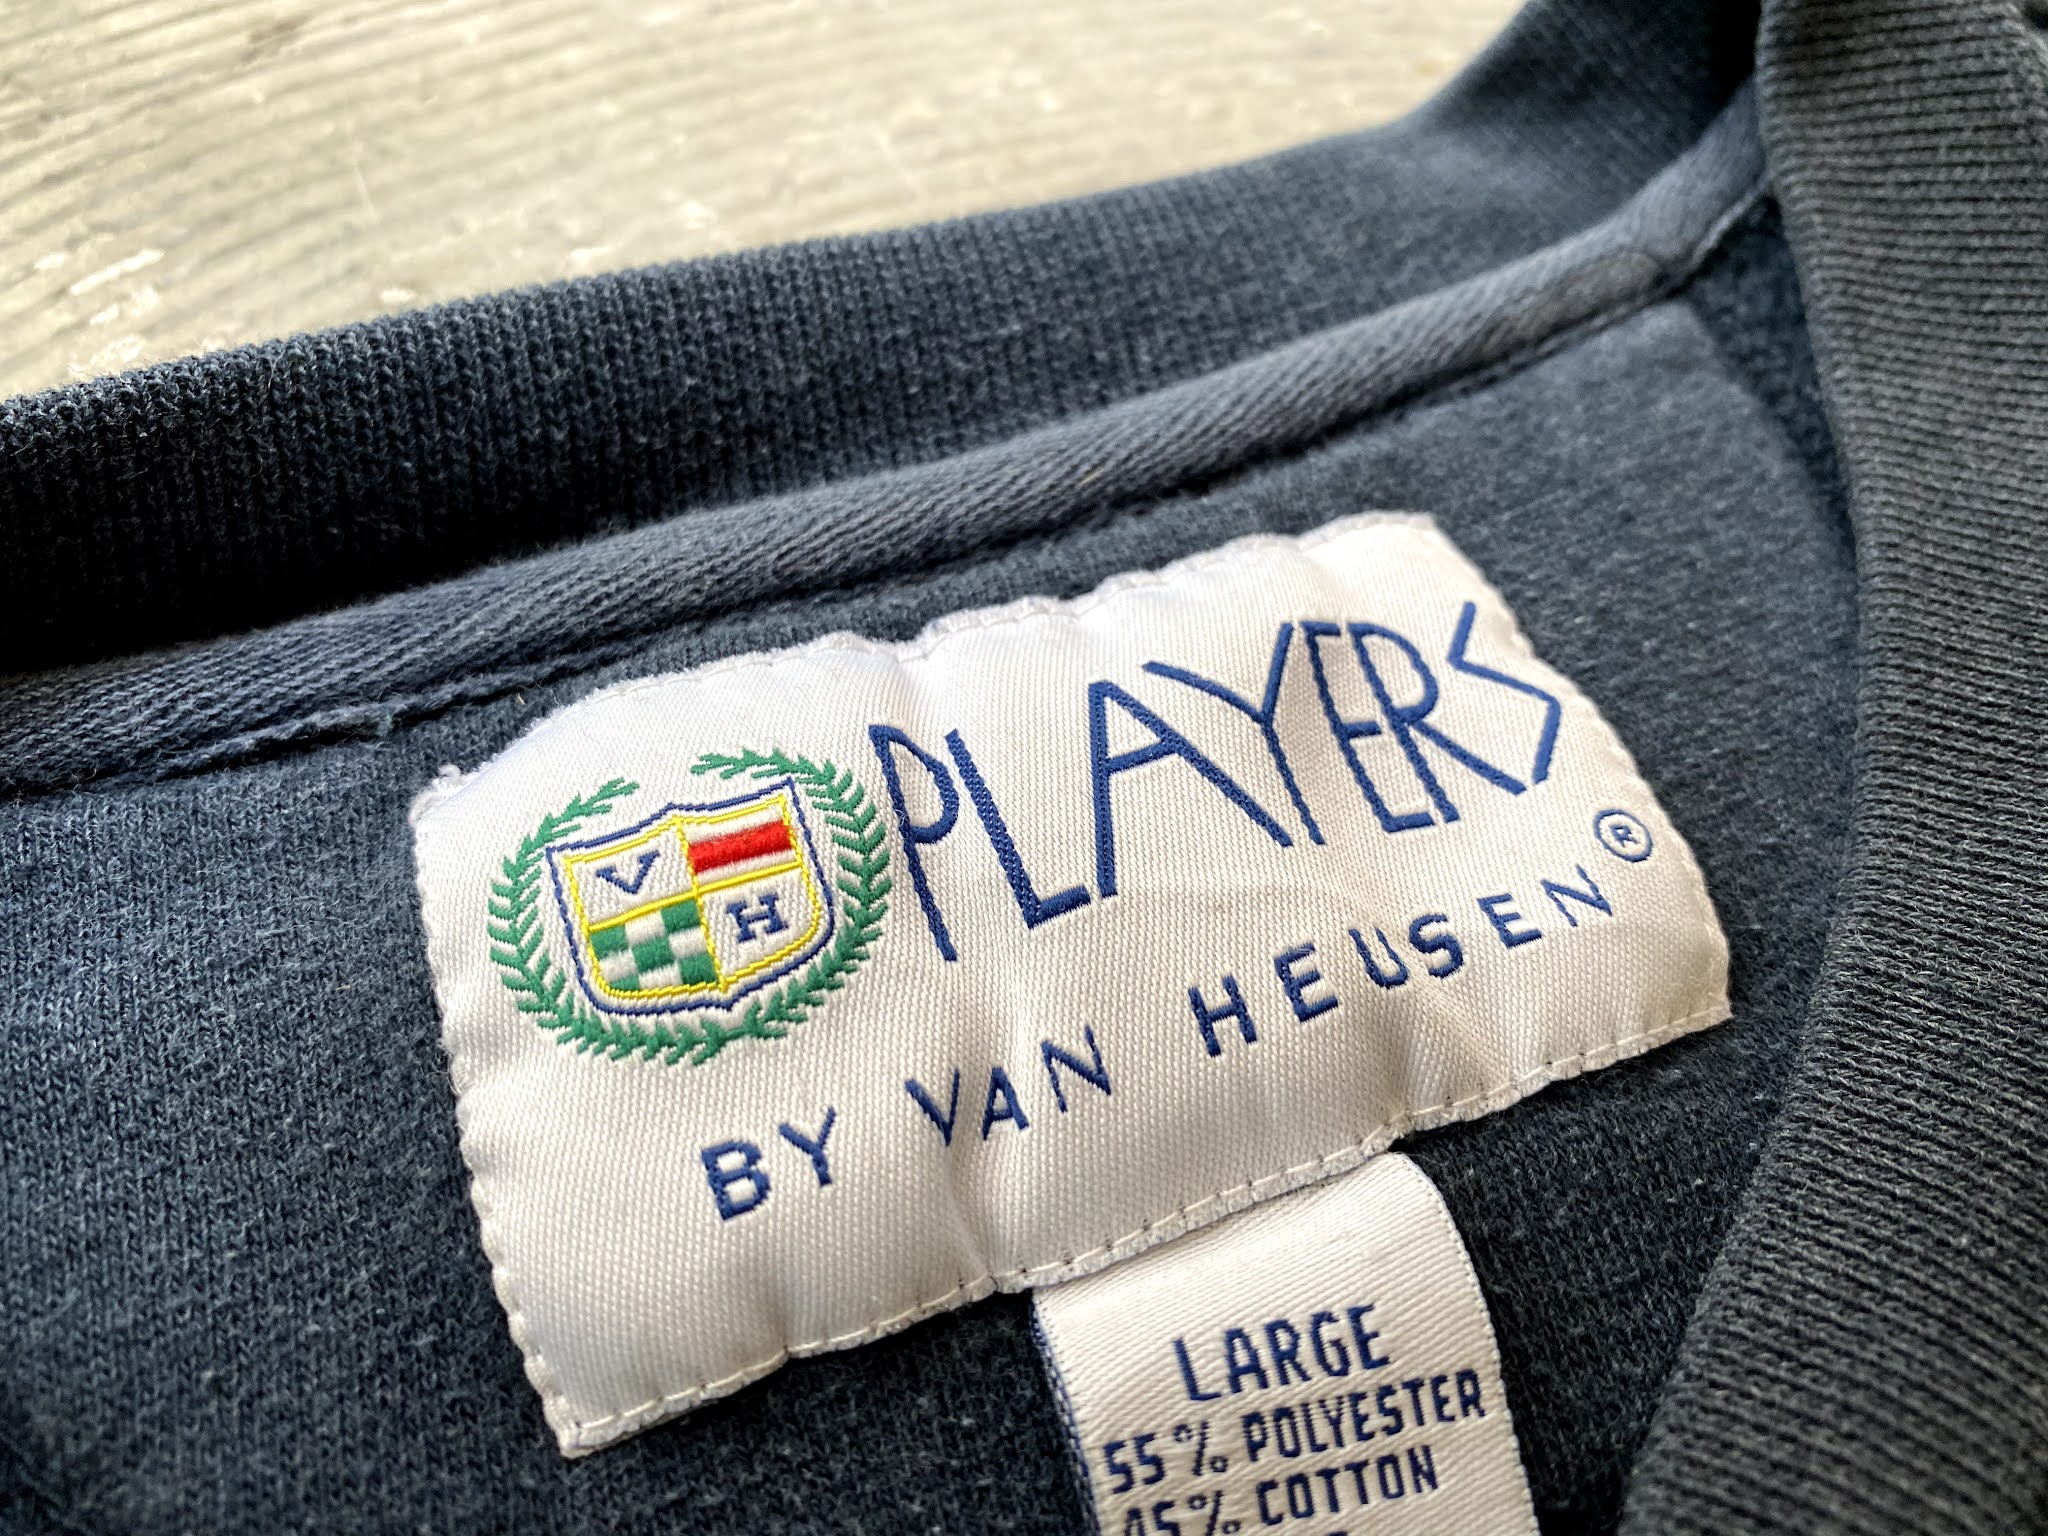 V
H
PLAYERS
BY VAN HEUSEN®
LARGE
55% POLYESTER
45% COTTON